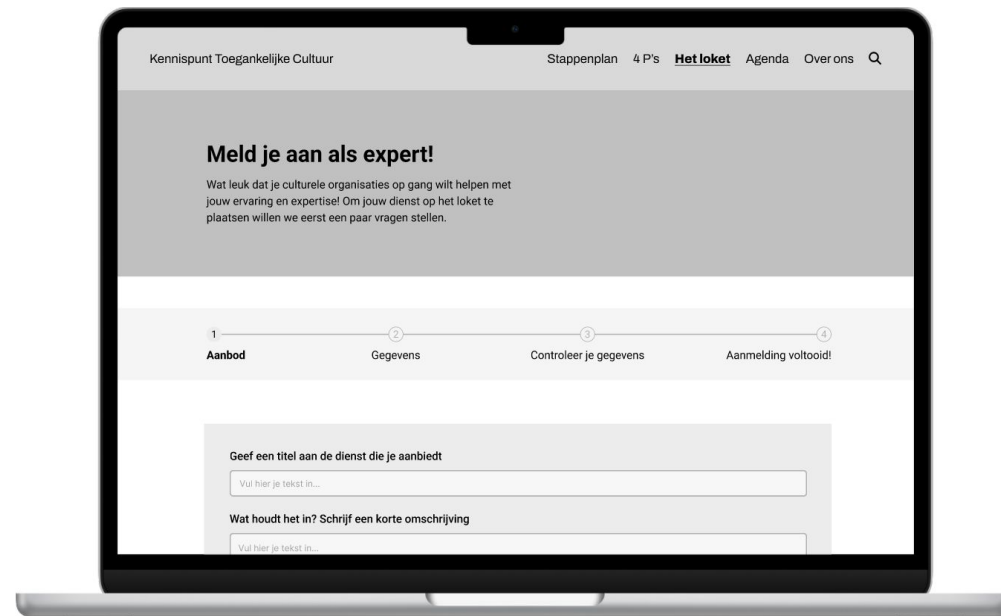 Kennispunt Toegankelijke Cultuur
Stappenplan 4 P's Het loket Agenda Over ons
Meld je aan als expert!
Wat leuk dat je culturele organisaties op gang wilt helpen met
jouw ervaring en expertise! Om jouw dienst op het loket te
plaatsen willen we eerst een paar vragen stellen.
1 2 3 4
Aanbod Gegevens Controleer je gegevens Aanmelding voltooid!
Geef een titel aan de dienst die je aanbiedt
Vul hier je tekst in...
Wat houdt het in? Schrijf een korte omschrijving
Vul hier je tekst in...